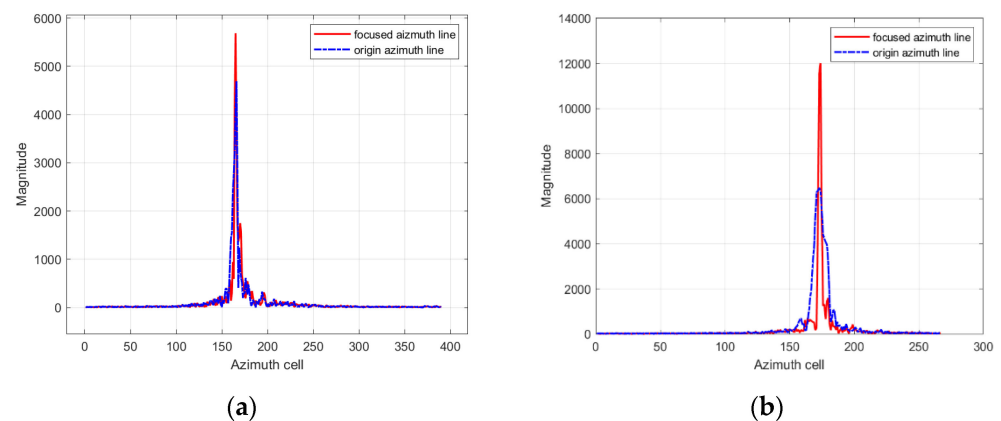 6000
5000
4000
3000
2000
1000
0
Magnitude
focused aizmuth line
origin azimuth line
0 50 100 150 200 250 300 350 400
Azimuth cell
(a)
14000
12000
10000
8000
6000
4000
2000
0
Magnitude
focused azimuth line
origin azimuth line
0 50 100 150 200 250 300
Azimuth cell
(b)